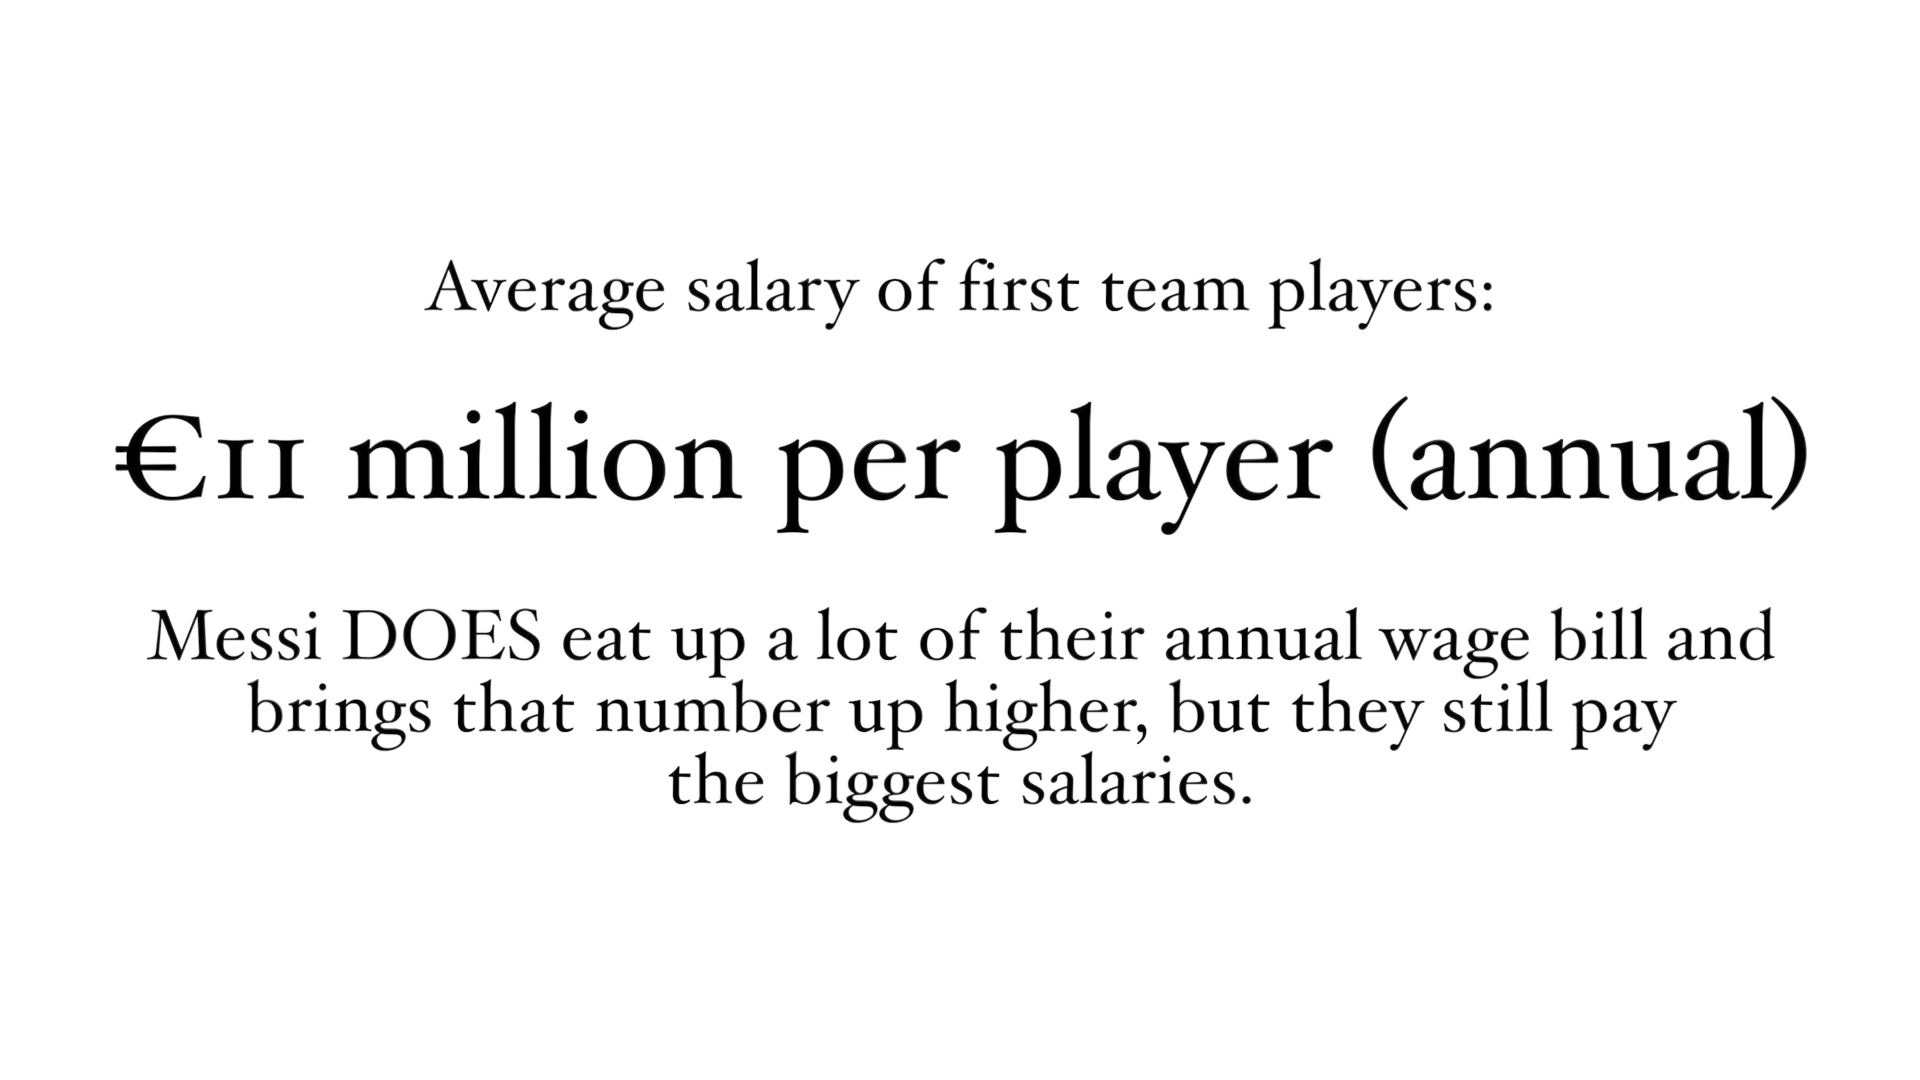 Average salary of first team players:
€11 million per player (annual)
Messi DOES eat up a lot of their annual wage bill and
brings that number up higher, but they still pay
the biggest salaries.